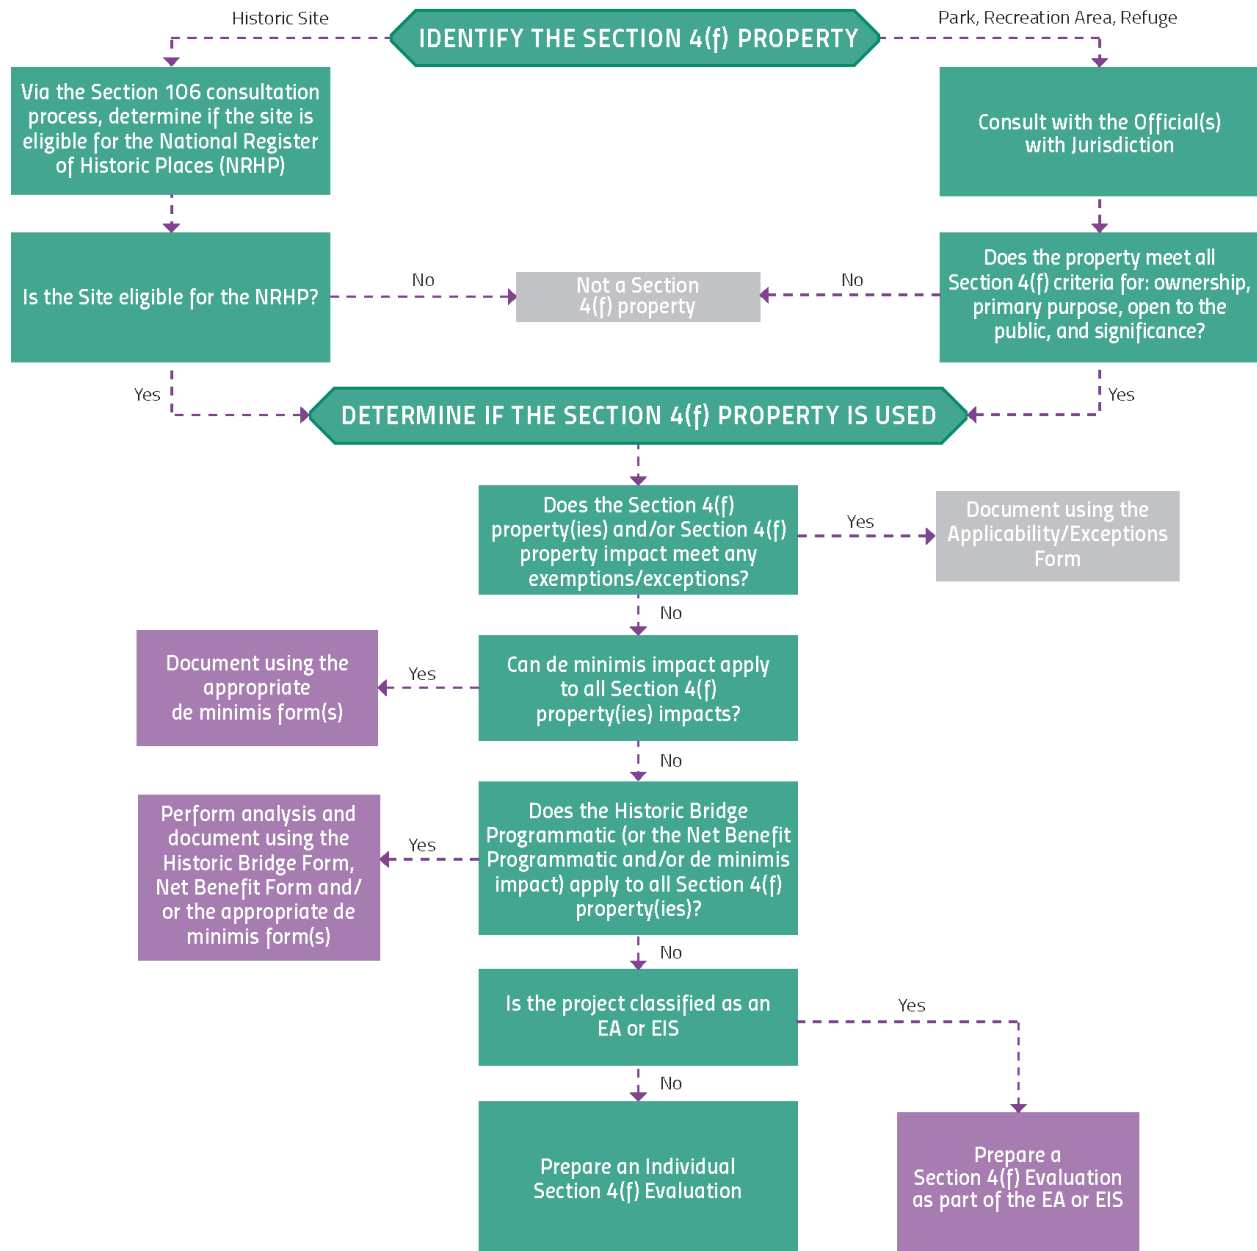 Historic Site
IDENTIFY THE SECTION 4(f) PROPERTY
Park, Recreation Area, Refuge
Via the Section 106 consultation
process, determine if the site is
eligible for the National Register
of Historic Places (NRHP)
Consult with the Official(s)
with Jurisdiction
Is the Site eligible for the NRHP?
No
Not a Section
4(f) property
No
Does the property meet all
Section 4(f) criteria for: ownership,
primary purpose, open to the
public, and significance?
Yes
DETERMINE IF THE SECTION 4(f) PROPERTY IS USED
Yes
Does the Section 4(f)
property(ies) and/or Section 4(f)
property impact meet any
exemptions/exceptions?
Yes
Document using the
Applicability/Exceptions
Form
No
Document using the
appropriate
de minimis form(s)
Yes
Can de minimis impact apply
to all Section 4(f)
property(ies) impacts?
No
Perform analysis and
document using the
Historic Bridge Form,
Net Benefit Form and/
or the appropriate de
minimis form(s)
Yes
Does the Historic Bridge
Programmatic (or the Net Benefit
Programmatic and/or de minimis
impact) apply to all Section 4(f)
property(ies)?
No
Is the project classified as an
EA or EIS
Yes
No
Prepare an Individual
Section 4(f) Evaluation
Prepare a
Section 4(f) Evaluation
as part of the EA or EIS